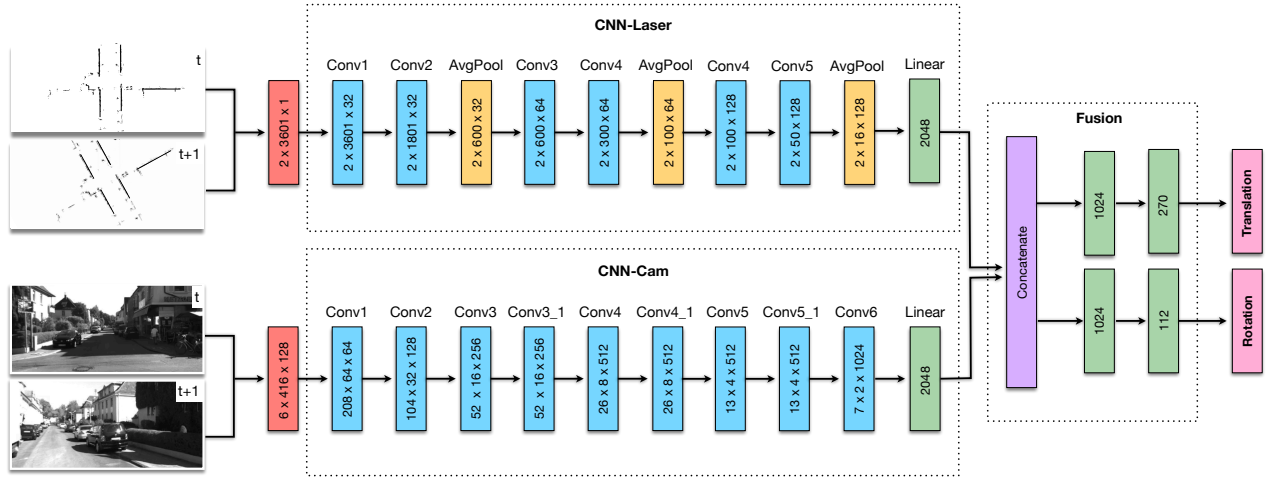 CNN-Laser
t
t+1
2 x 3601 x 1
Conv1
2 x 3601 x 32
Conv2
2 x 1801 x 32
AvgPool
2 x 600 x 32
Conv3
2 x 600 x 64
Conv4
2 x 300 x 64
AvgPool
2 x 100 x 64
Conv4
2 x 100 x 128
Conv5
2 x 50 x 128
AvgPool
2 x 16 x 128
Linear
2048
CNN-Cam
t
t+1
6 x 416 x 128
Conv1
208 x 64 x 64
Conv2
104 x 32 x 128
Conv3
52 x 16 x 256
Conv3_1
52 x 16 x 256
Conv4
26 x 8 x 512
Conv4_1
26 x 8 x 512
Conv5
13 x 4 x 512
Conv5_1
13 x 4 x 512
Conv6
7 x 2 x 1024
Linear
2048
Fusion
Concatenate
1024
270
Translation
1024
112
Rotation